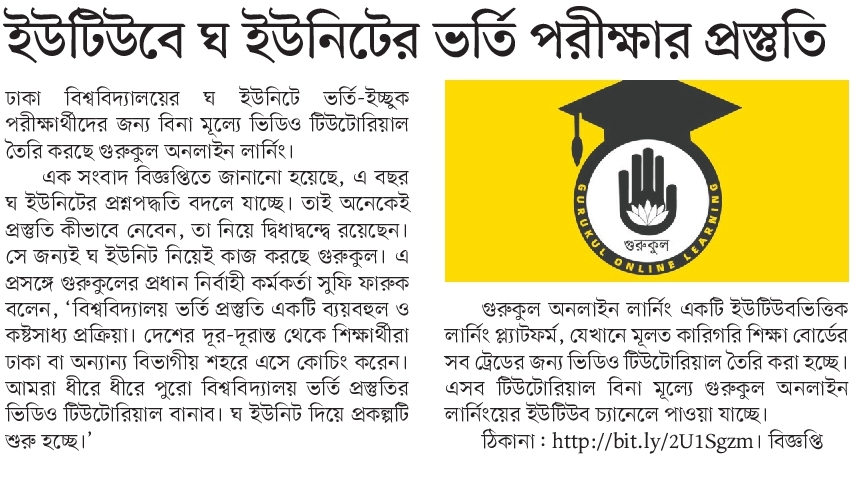 ইউটিউবে ঘ ইউনিটের ভর্তি পরীক্ষার প্রস্তুতি
ঢাকা বিশ্ববিদ্যালয়ের ঘ ইউনিটে ভর্তি-ইচ্ছুক
পরীক্ষার্থীদের জন্য বিনা মূল্যে ভিডিও টিউটোরিয়াল
তৈরি করছে গুরুকুল অনলাইন লার্নিং।
এক সংবাদ বিজ্ঞপ্তিতে জানানো হয়েছে, এ বছর
ঘ ইউনিটের প্রশ্নপদ্ধতি বদলে যাচ্ছে। তাই অনেকেই
প্রস্তুতি কীভাবে নেবেন, তা নিয়ে দ্বিধাদ্বন্দ্বে রয়েছেন।
সে জন্যই ঘ ইউনিট নিয়েই কাজ করছে গুরুকুল। এ
প্রসঙ্গে গুরুকুলের প্রধান নির্বাহী কর্মকর্তা সুফি ফারুক
বলেন, ‘বিশ্ববিদ্যালয় ভর্তি প্রস্তুতি একটি ব্যয়বহুল ও
কষ্টসাধ্য প্রক্রিয়া। দেশের দূর-দূরান্ত থেকে শিক্ষার্থীরা
ঢাকা বা অন্যান্য বিভাগীয় শহরে এসে কোচিং করেন।
আমরা ধীরে ধীরে পুরো বিশ্ববিদ্যালয় ভর্তি প্রস্তুতির
ভিডিও টিউটোরিয়াল বানাব। ঘ ইউনিট দিয়ে প্রকল্পটি
শুরু হচ্ছে।’
গুরুকুল
GURUKUL ONLINE LEARNING
গুরুকুল অনলাইন লার্নিং একটি ইউটিউবভিত্তিক
লার্নিং প্ল্যাটফর্ম, যেখানে মূলত কারিগরি শিক্ষা বোর্ডের
সব ট্রেডের জন্য ভিডিও টিউটোরিয়াল তৈরি করা হচ্ছে।
এসব টিউটোরিয়াল বিনা মূল্যে গুরুকুল অনলাইন
লার্নিংয়ের ইউটিউব চ্যানেলে পাওয়া যাচ্ছে।
ঠিকানা : http://bit.ly/2U1Sgzm। বিজ্ঞপ্তি